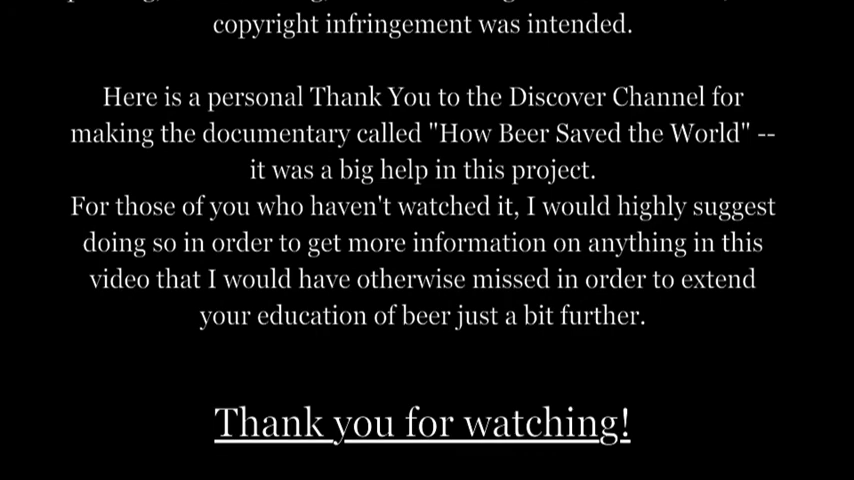 copyright infringement was intended.
Here is a personal Thank You to the Discover Channel for
making the documentary called "How Beer Saved the World" --
it was a big help in this project.
For those of you who haven't watched it, I would highly suggest
doing so in order to get more information on anything in this
video that I would have otherwise missed in order to extend
your education of beer just a bit further.
Thank you for watching!